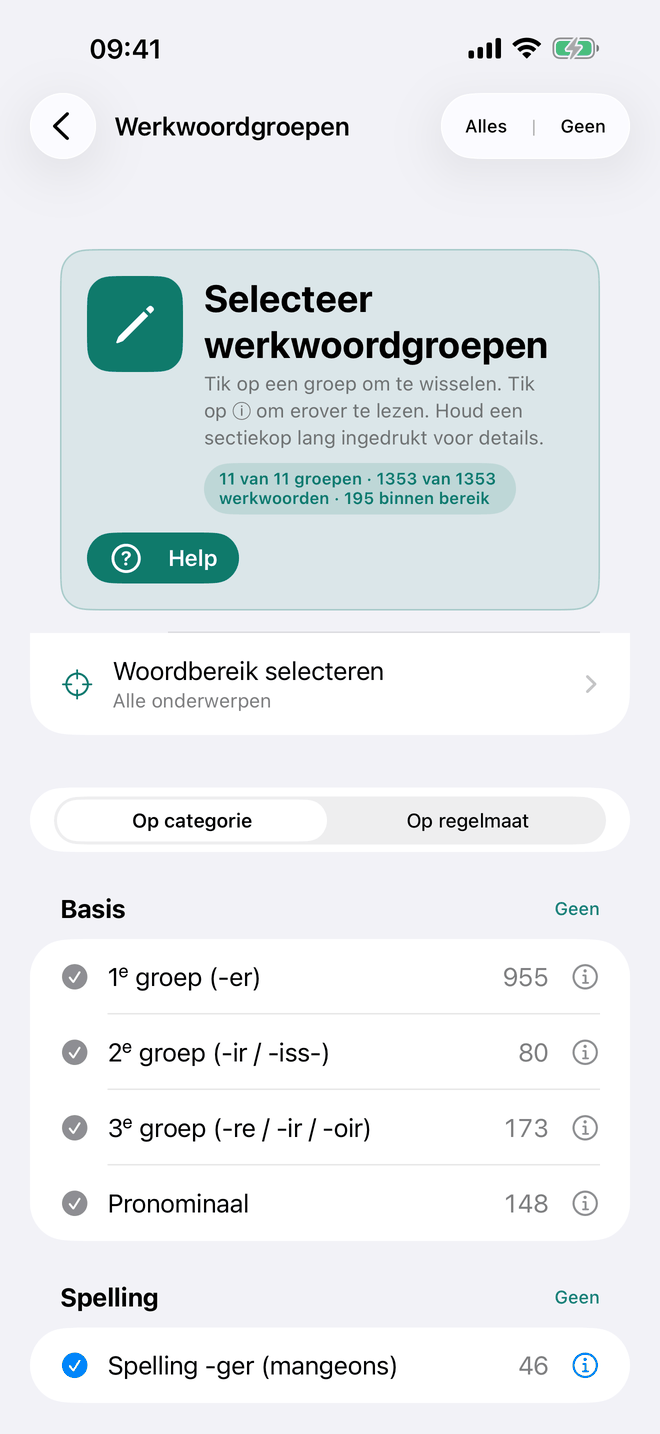 09:41
Werkwoordgroepen
Alles | Geen
Selecteer
werkwoordgroepen
Tik op een groep om te wisselen. Tik
op ⓘ om erover te lezen. Houd een
sectiekop lang ingedrukt voor details.
11 van 11 groepen · 1353 van 1353
werkwoorden · 195 binnen bereik
Help
Woordbereik selecteren
Alle onderwerpen
Op categorie
Op regelmaat
Basis
Geen
1ᵉ groep (-er) 955
2ᵉ groep (-ir / -iss-) 80
3ᵉ groep (-re / -ir / -oir) 173
Pronominaal 148
Spelling
Geen
Spelling -ger (mangeons) 46